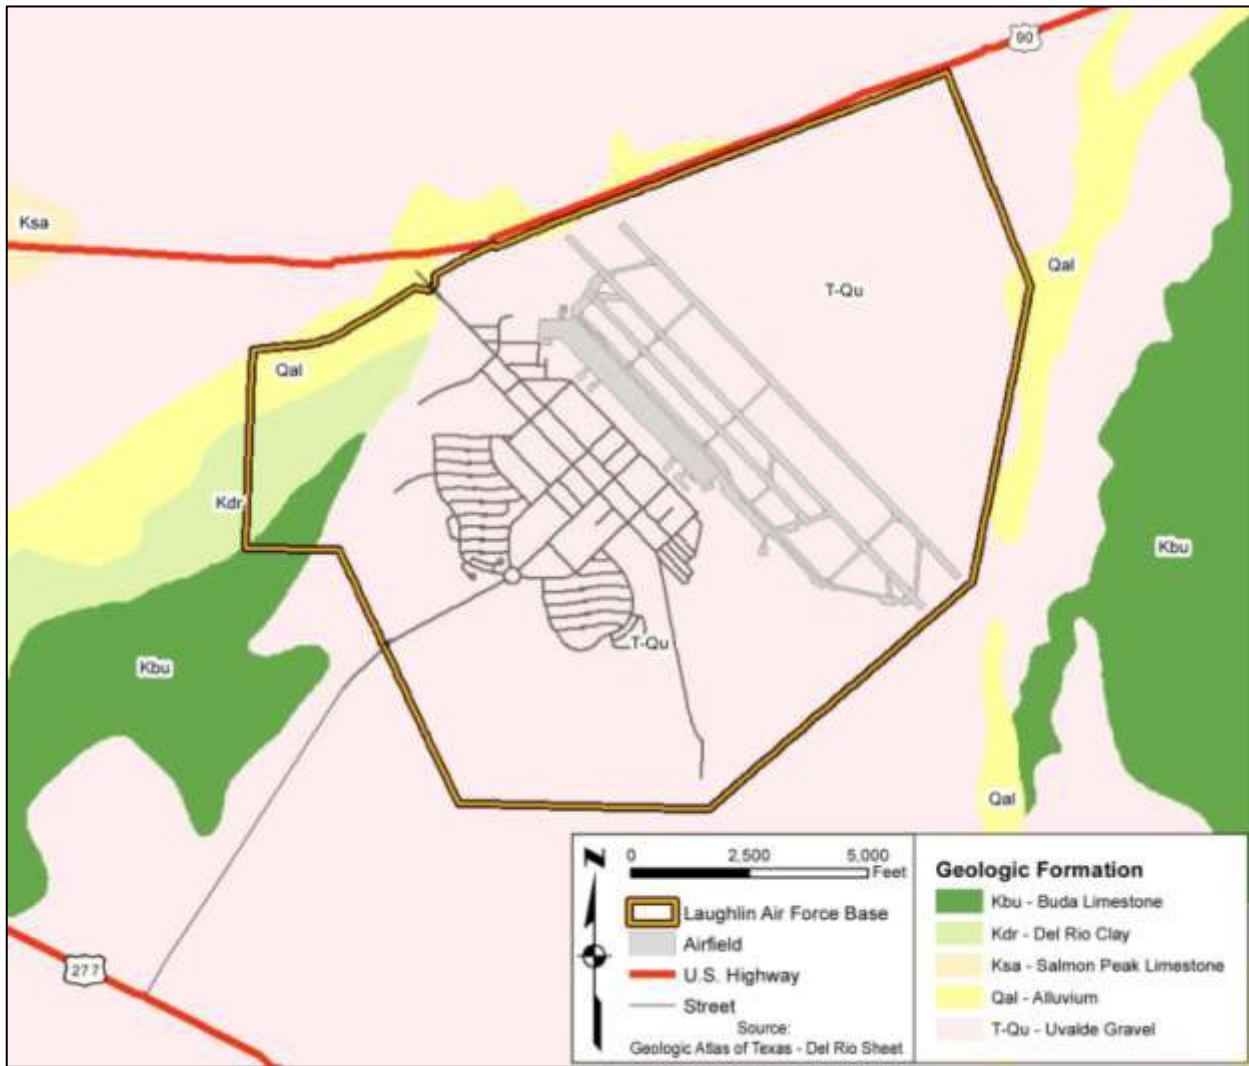 90
Ksa
Qal
T-Qu
Qal
Kdr
Kbu
T-Qu
Kbu
Qal
277
N
0 2,500 5,000
Feet
Laughlin Air Force Base
Airfield
U.S. Highway
Street
Source:
Geologic Atlas of Texas - Del Rio Sheet
Geologic Formation
Kbu - Buda Limestone
Kdr - Del Rio Clay
Ksa - Salmon Peak Limestone
Qal - Alluvium
T-Qu - Uvalde Gravel